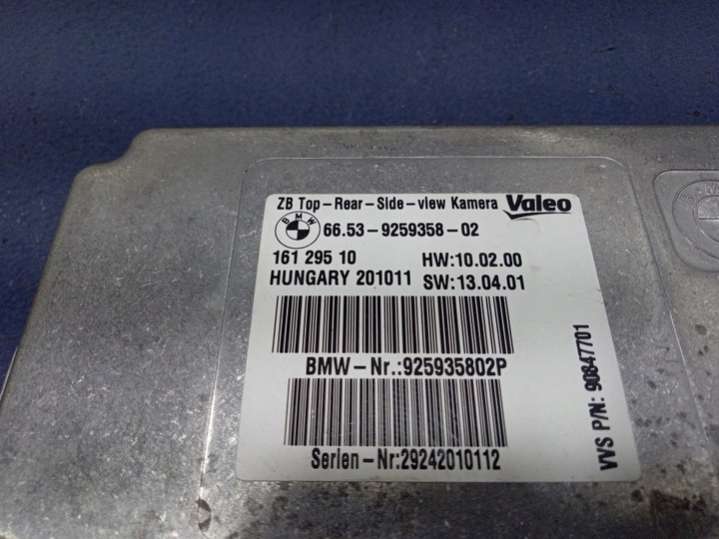 ZB Top-Rear-Side-view Kamera Valeo
BMW 66.53-9259358-02
161 295 10 HW:10.02.00
HUNGARY 201011 SW:13.04.01
BMW-Nr.:925935802P
Serien-Nr:29242010112
VVS P/N: 90847701